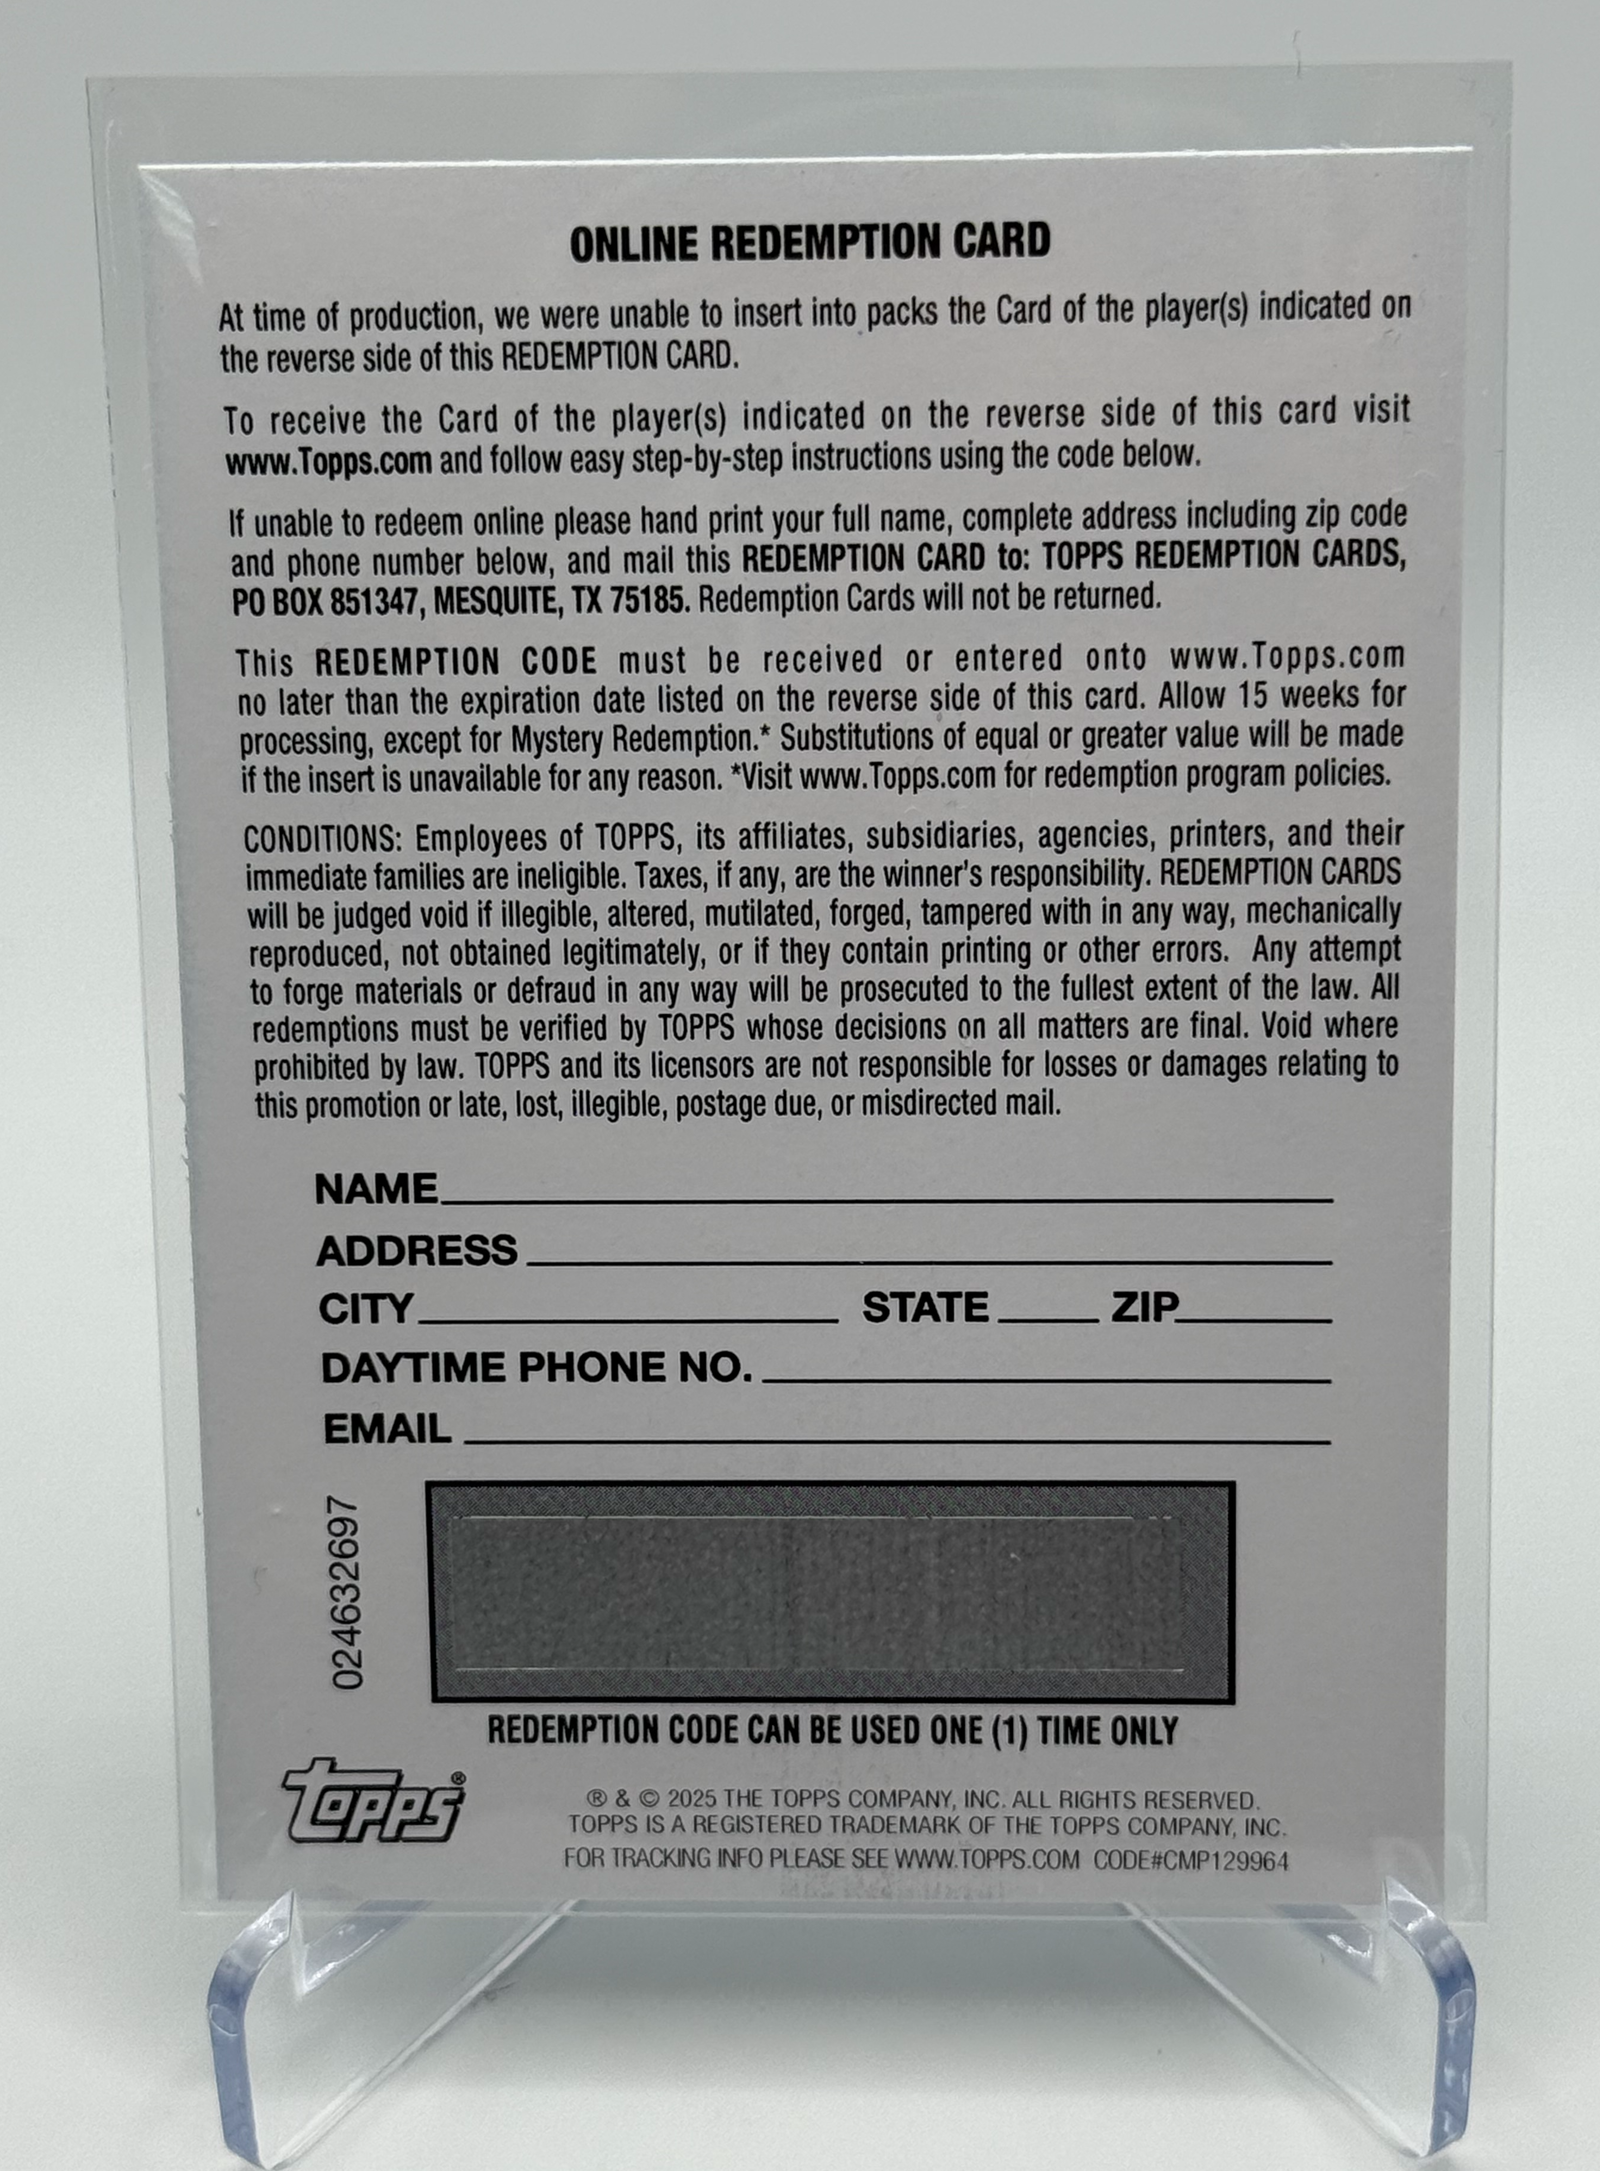 ONLINE REDEMPTION CARD
At time of production, we were unable to insert into packs the Card of the player(s) indicated on
the reverse side of this REDEMPTION CARD.
To receive the Card of the player(s) indicated on the reverse side of this card visit
www.Topps.com and follow easy step-by-step instructions using the code below.
If unable to redeem online please hand print your full name, complete address including zip code
and phone number below, and mail this REDEMPTION CARD to: TOPPS REDEMPTION CARDS,
PO BOX 851347, MESQUITE, TX 75185. Redemption Cards will not be returned.
This REDEMPTION CODE must be received or entered onto www.Topps.com
no later than the expiration date listed on the reverse side of this card. Allow 15 weeks for
processing, except for Mystery Redemption.* Substitutions of equal or greater value will be made
if the insert is unavailable for any reason. *Visit www.Topps.com for redemption program policies.
CONDITIONS: Employees of TOPPS, its affiliates, subsidiaries, agencies, printers, and their
immediate families are ineligible. Taxes, if any, are the winner's responsibility. REDEMPTION CARDS
will be judged void if illegible, altered, mutilated, forged, tampered with in any way, mechanically
reproduced, not obtained legitimately, or if they contain printing or other errors. Any attempt
to forge materials or defraud in any way will be prosecuted to the fullest extent of the law. All
redemptions must be verified by TOPPS whose decisions on all matters are final. Void where
prohibited by law. TOPPS and its licensors are not responsible for losses or damages relating to
this promotion or late, lost, illegible, postage due, or misdirected mail.
NAME
ADDRESS
CITY STATE ZIP
DAYTIME PHONE NO.
EMAIL
024632697
REDEMPTION CODE CAN BE USED ONE (1) TIME ONLY
Topps®
® & © 2025 THE TOPPS COMPANY, INC. ALL RIGHTS RESERVED.
TOPPS IS A REGISTERED TRADEMARK OF THE TOPPS COMPANY, INC.
FOR TRACKING INFO PLEASE SEE WWW.TOPPS.COM CODE#CMP129964